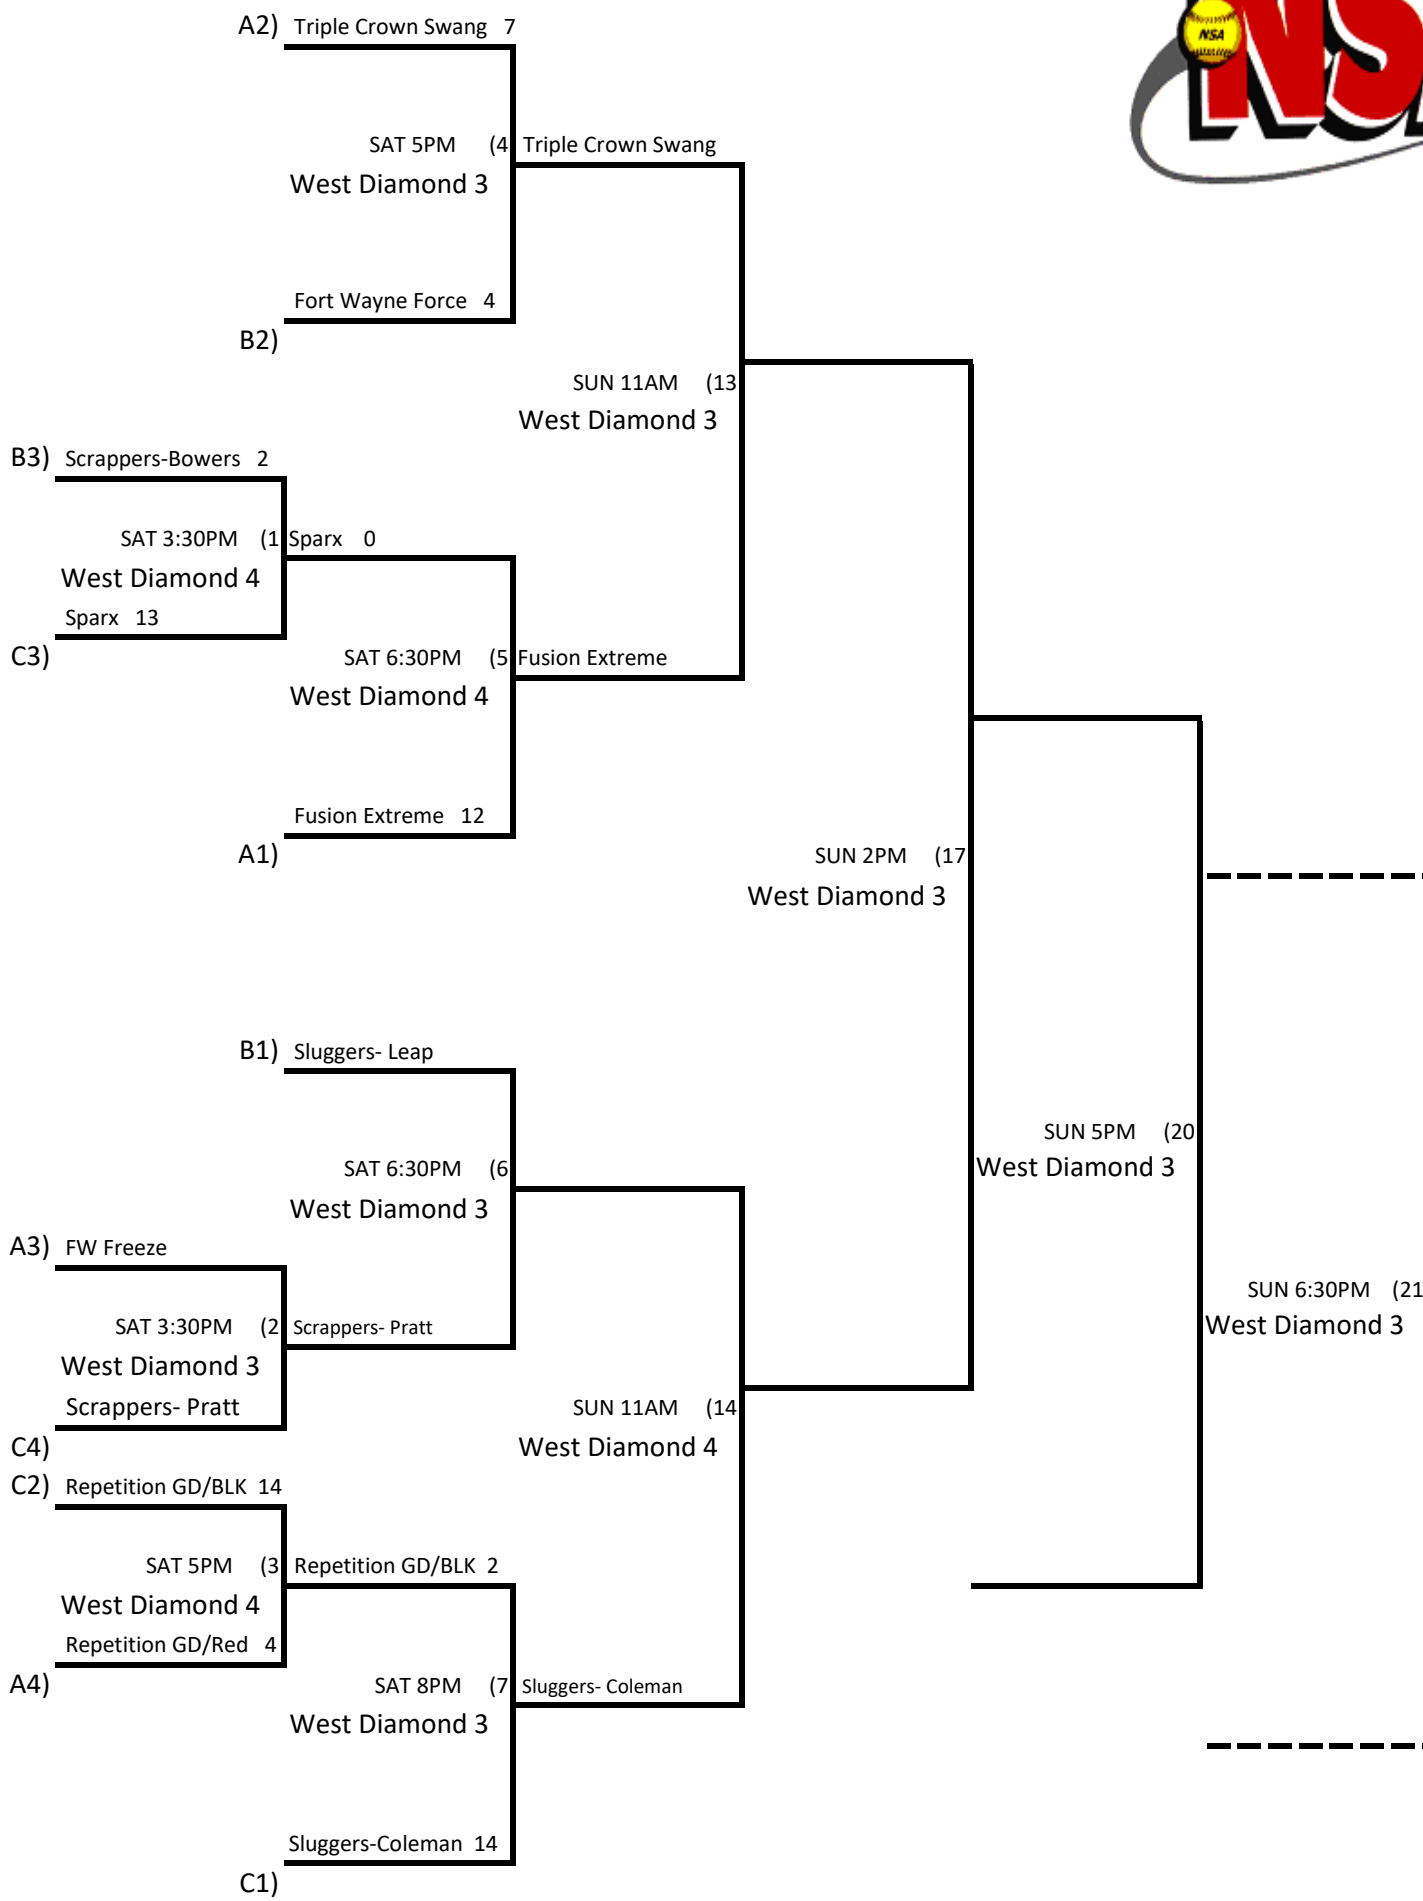 A2) Triple Crown Swang 7
NSA
SAT 5PM (4 Triple Crown Swang
West Diamond 3
Fort Wayne Force 4
B2)
SUN 11AM (13
West Diamond 3
B3) Scrappers-Bowers 2
SAT 3:30PM (1 Sparx 0
West Diamond 4
Sparx 13
C3)
SAT 6:30PM (5 Fusion Extreme
West Diamond 4
Fusion Extreme 12
A1)
SUN 2PM (17
West Diamond 3
B1) Sluggers- Leap
SUN 5PM (20
West Diamond 3
SAT 6:30PM (6
West Diamond 3
A3) FW Freeze
SUN 6:30PM (21
West Diamond 3
SAT 3:30PM (2 Scrappers- Pratt
West Diamond 3
Scrappers- Pratt
C4)
SUN 11AM (14
West Diamond 4
C2) Repetition GD/BLK 14
SAT 5PM (3 Repetition GD/BLK 2
West Diamond 4
Repetition GD/Red 4
A4)
SAT 8PM (7 Sluggers- Coleman
West Diamond 3
Sluggers-Coleman 14
C1)